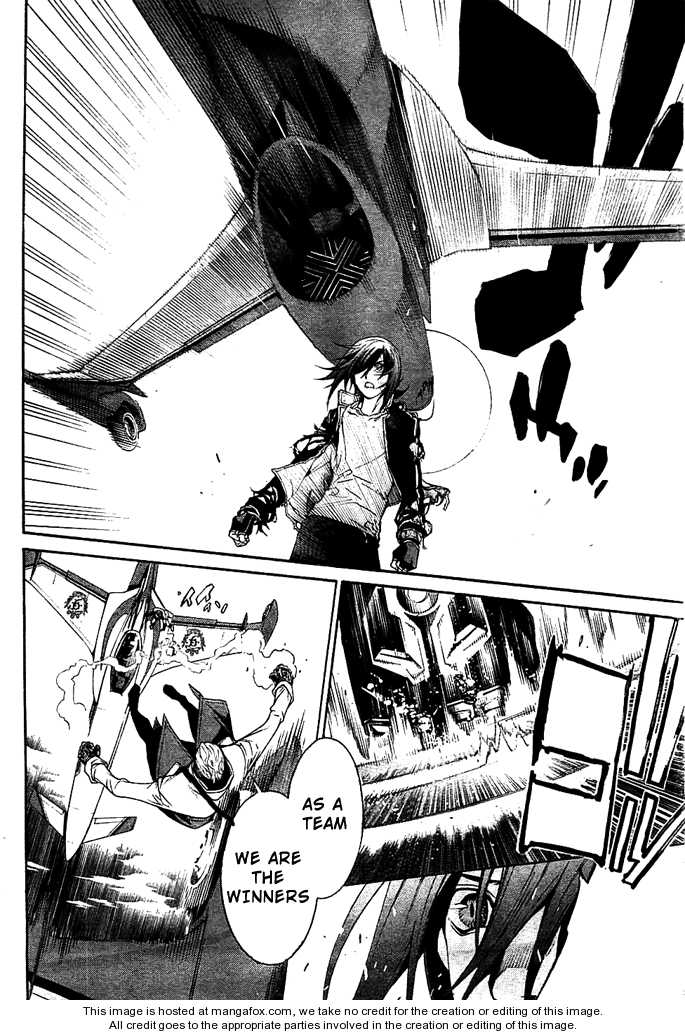 AS A
TEAM
WE ARE
THE
WINNERS
This image is hosted at mangafox.com, we take no credit for the creation or editing of this image.
All credit goes to the appropriate parties involved in the creation or editing of this image.